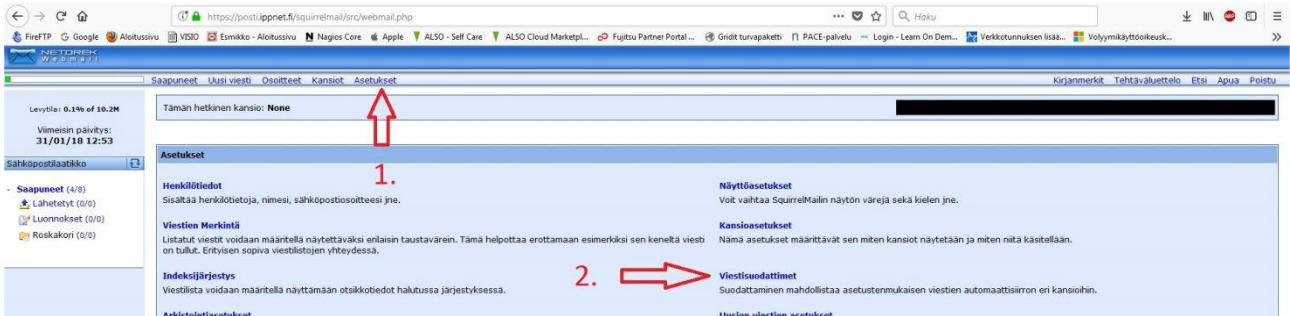 https://posti.ippnet.fi/squirrelmail/src/webmail.php
Haku
FireFTP Google Aloitussivu VISIO Esmikko - Aloitussivu Nagios Core Apple ALSO - Self Care ALSO Cloud Marketpl... Fujitsu Partner Portal ... Gridit turvapaketti PACE-palvelu Login - Learn On Dem... Verkkotunnuksen lisää... Volyymikäyttöoikeusk...
NETOREK
Webmail
Saapuneet Uusi viesti Osoitteet Kansiot Asetukset Kirjanmerkit Tehtäväluettelo Etsi Apua Poistu
Levytila: 0.1% of 10.2M
Tämän hetkinen kansio: None
Viimeisin päivitys:
31/01/18 12:53
Sähköpostilaatikko
- Saapuneet (4/8)
Lähetetyt (0/0)
Luonnokset (0/0)
Roskakori (0/0)
Asetukset
1.
Henkilötiedot
Sisältää henkilötietoja, nimesi, sähköpostiosoitteesi jne.
Näyttöasetukset
Voit vaihtaa SquirrelMailin näytön värejä sekä kielen jne.
Viestien Merkintä
Listatut viestit voidaan määritellä näytettäväksi erilaisin taustavärein. Tämä helpottaa erottamaan esimerkiksi sen keneltä viesti
on tullut. Erityisen sopiva viestilistojen yhteydessä.
Kansioasetukset
Nämä asetukset määrittävät sen miten kansiot näytetään ja miten niitä käsitellään.
Indeksijärjestys
Viestilista voidaan määritellä näyttämään otsikkotiedot halutussa järjestyksessä.
2.
Viestisuodattimet
Suodattaminen mahdollistaa asetustenmukaisen viestien automaattisiirron eri kansioihin.
Arkistointiasetukset
Uusien viestien asetukset